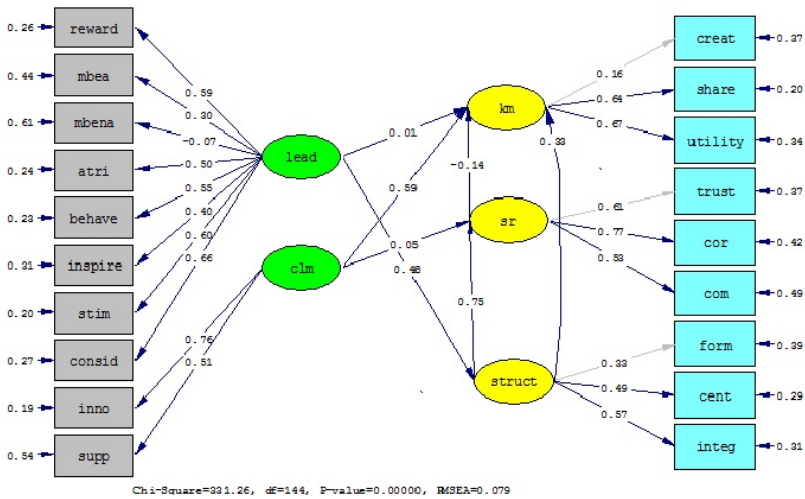 0.26 reward
0.44 mbea
0.61 mbena
0.24 atri
0.23 behave
0.31 inspire
0.20 stim
0.27 consid
0.19 inno
0.54 supp
0.59
0.30
-0.07
0.50
0.55
0.40
0.60
0.66
0.76
0.51
lead
clm
0.01
0.59
0.05
0.46
km
-0.14
sr
0.75
struct
0.33
0.16
0.64
0.67
0.61
0.77
0.53
0.33
0.49
0.57
creat 0.37
share 0.20
utility 0.34
trust 0.37
cor 0.42
com 0.49
form 0.39
cent 0.29
integ 0.31
Chi-Square=331.26, df=144, P-value=0.00000, RMSEA=0.079